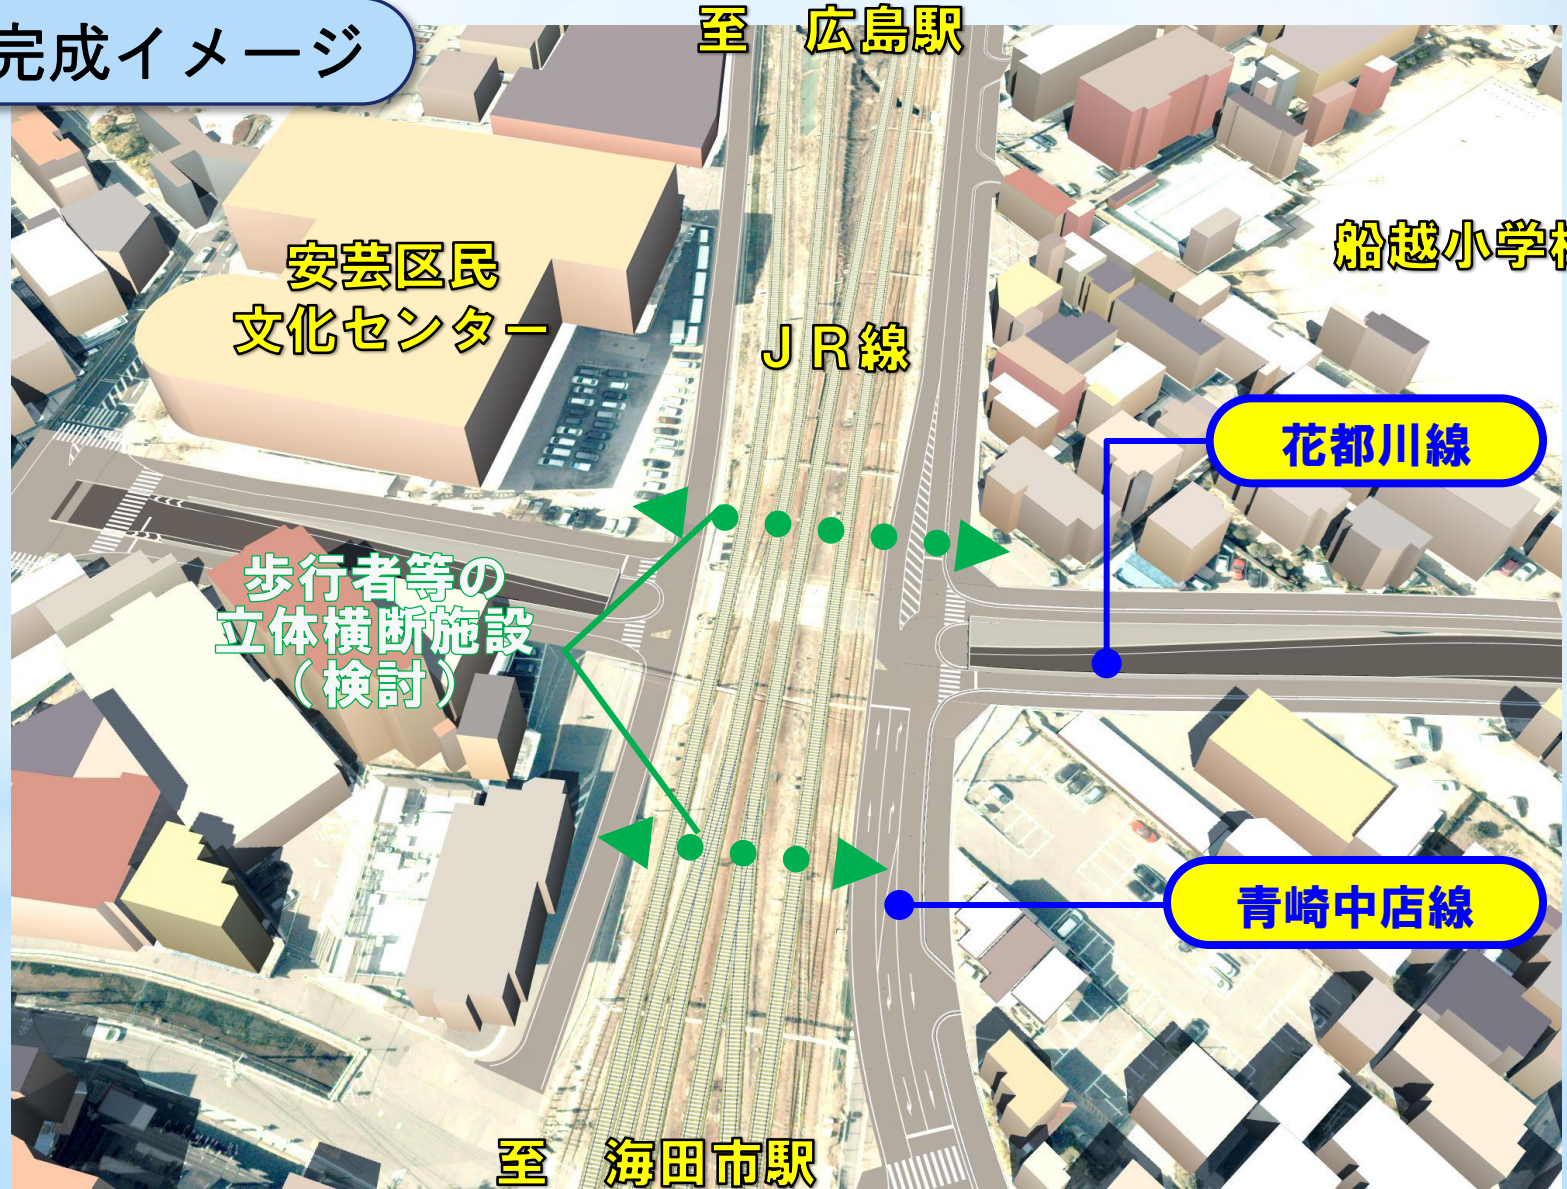 完成イメージ
至　広島駅
安芸区民
文化センター
ＪＲ線
船越小学校
花都川線
歩行者等の
立体横断施設
（検討）
青崎中店線
至　海田市駅